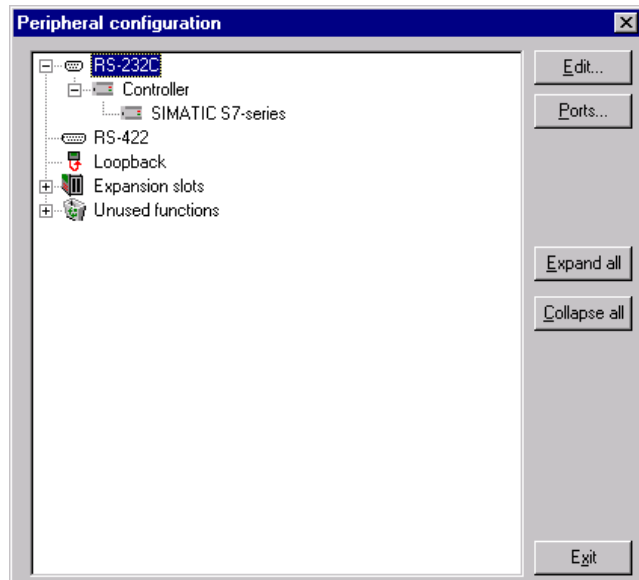 Peripheral configuration
RS-232C
Controller
SIMATIC S7-series
RS-422
Loopback
Expansion slots
Unused functions
Edit...
Ports...
Expand all
Collapse all
Exit